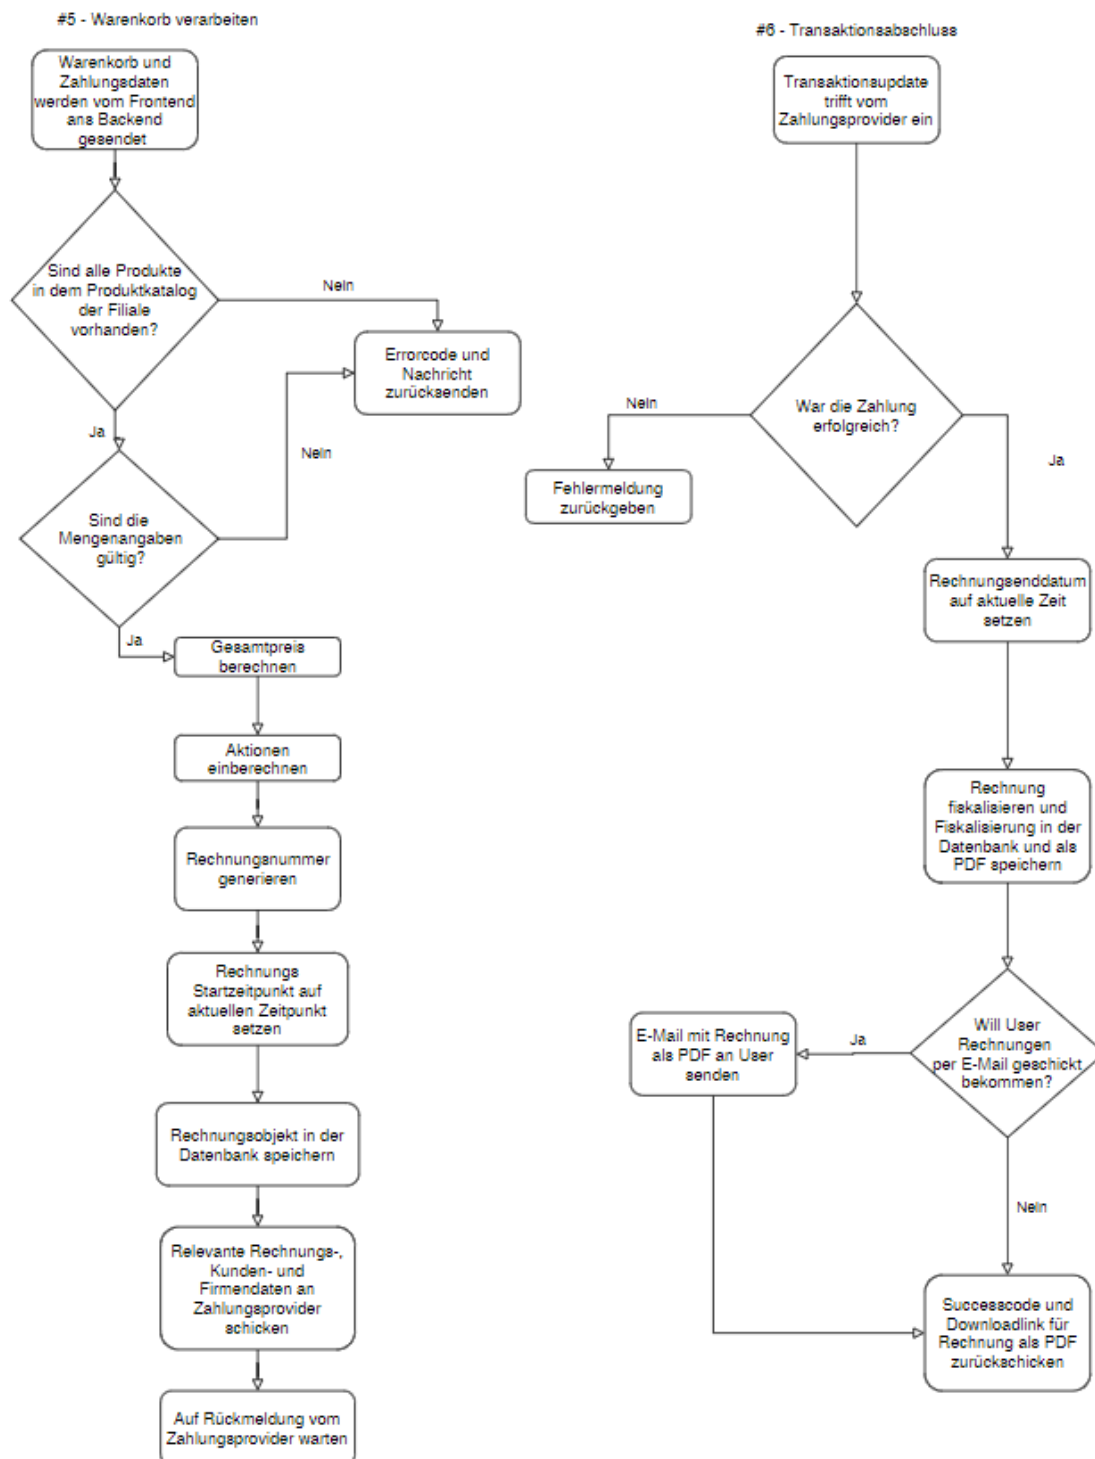 #5 - Warenkorb verarbeiten
Warenkorb und
Zahlungsdaten
werden vom Frontend
ans Backend
gesendet
Sind alle Produkte
in dem Produktkatalog
der Filiale
vorhanden?
Nein
Errorcode und
Nachricht
zurücksenden
Ja
Nein
Sind die
Mengenangaben
gültig?
Ja
Gesamtpreis
berechnen
Aktionen
einberechnen
Rechnungsnummer
generieren
Rechnungs
Startzeitpunkt auf
aktuellen Zeitpunkt
setzen
Rechnungsobjekt in der
Datenbank speichern
Relevante Rechnungs-,
Kunden- und
Firmendaten an
Zahlungsprovider
schicken
Auf Rückmeldung vom
Zahlungsprovider warten
#6 - Transaktionsabschluss
Transaktionsupdate
trifft vom
Zahlungsprovider ein
War die Zahlung
erfolgreich?
Nein
Fehlermeldung
zurückgeben
Ja
Rechnungsenddatum
auf aktuelle Zeit
setzen
Rechnung
fiskalisieren und
Fiskalisierung in der
Datenbank und als
PDF speichern
Will User
Rechnungen
per E-Mail geschickt
bekommen?
Ja
E-Mail mit Rechnung
als PDF an User
senden
Nein
Successcode und
Downloadlink für
Rechnung als PDF
zurückschicken